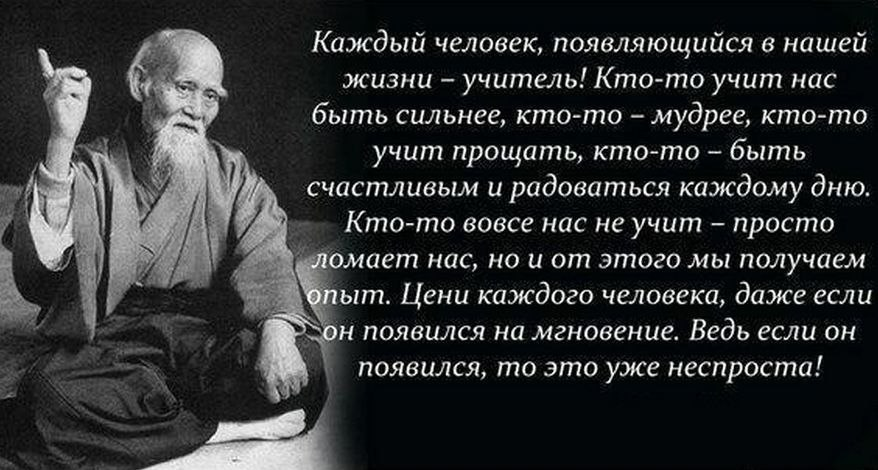 Каждый человек, появляющийся в нашей
жизни – учитель! Кто-то учит нас
быть сильнее, кто-то – мудрее, кто-то
учит прощать, кто-то – быть
счастливым и радоваться каждому дню.
Кто-то вовсе нас не учит – просто
ломает нас, но и от этого мы получаем
опыт. Цени каждого человека, даже если
он появился на мгновение. Ведь если он
появился, то это уже неспроста!